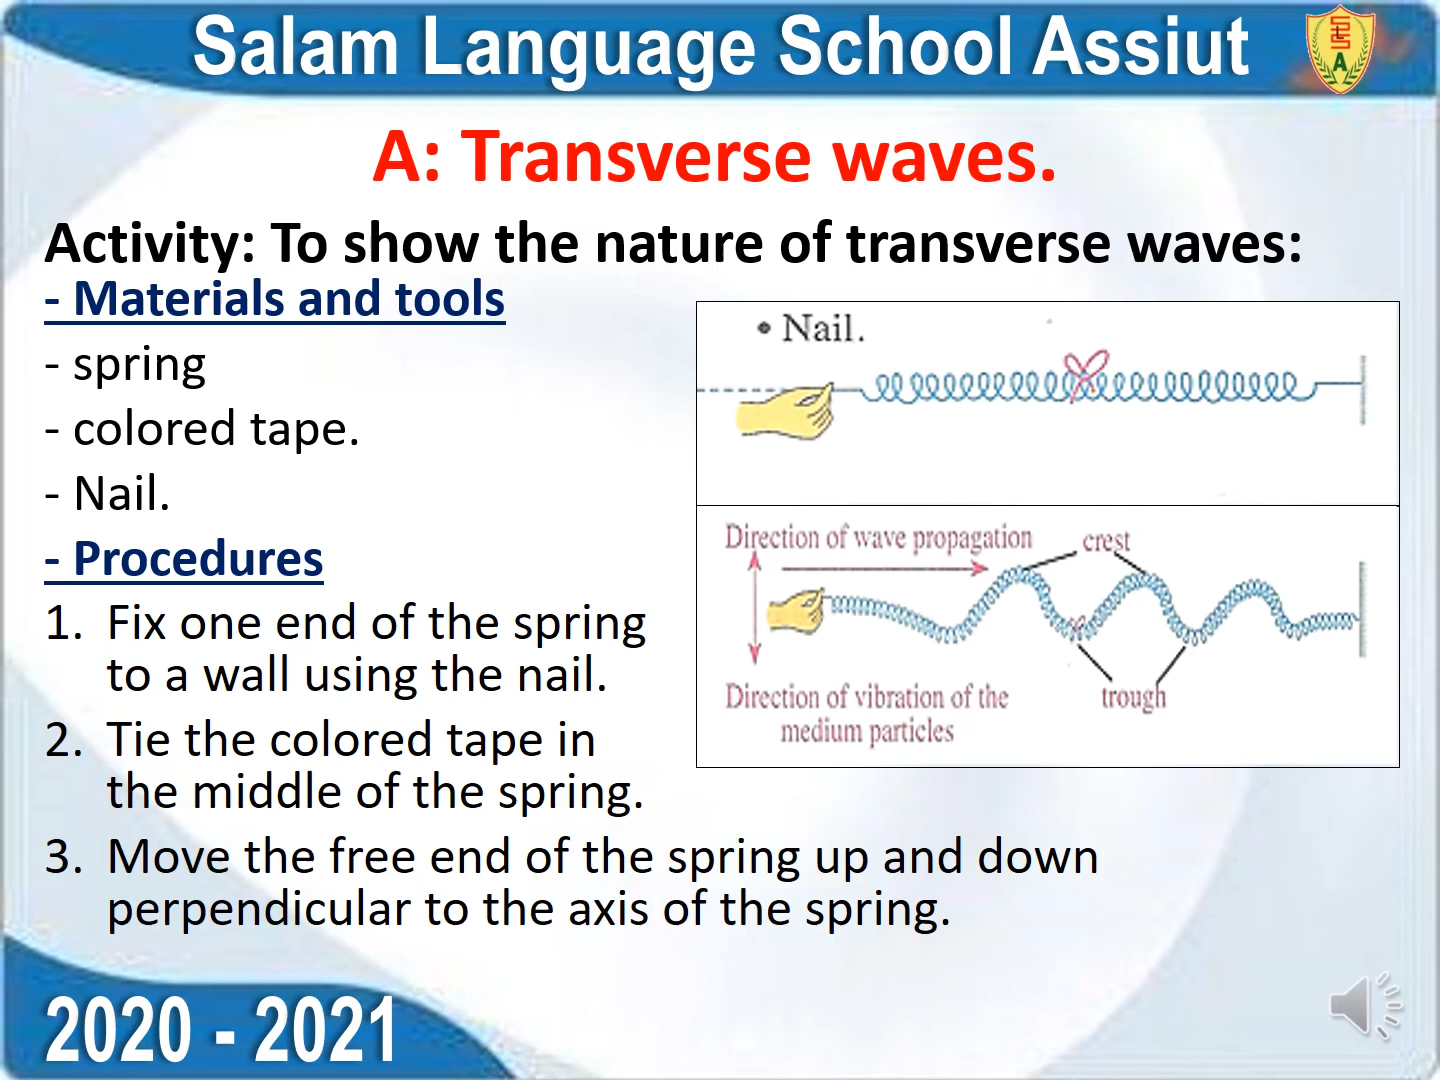 Salam Language School Assiut
A: Transverse waves.
Activity: To show the nature of transverse waves:
- Materials and tools
- spring
- colored tape.
- Nail.
- Procedures
1. Fix one end of the spring
to a wall using the nail.
2. Tie the colored tape in
the middle of the spring.
3. Move the free end of the spring up and down
perpendicular to the axis of the spring.
• Nail.
Direction of wave propagation
crest
Direction of vibration of the
medium particles
trough
2020 - 2021
S
L
S
A